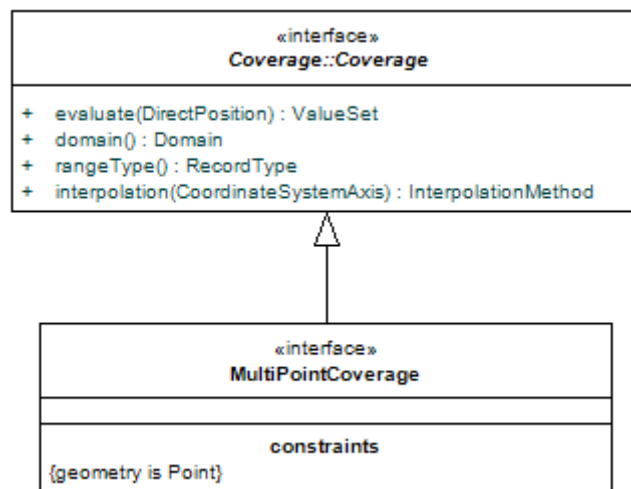 «interface»
Coverage::Coverage
+ evaluate(DirectPosition) : ValueSet
+ domain() : Domain
+ rangeType() : RecordType
+ interpolation(CoordinateSystemAxis) : InterpolationMethod
«interface»
MultiPointCoverage
constraints
{geometry is Point}